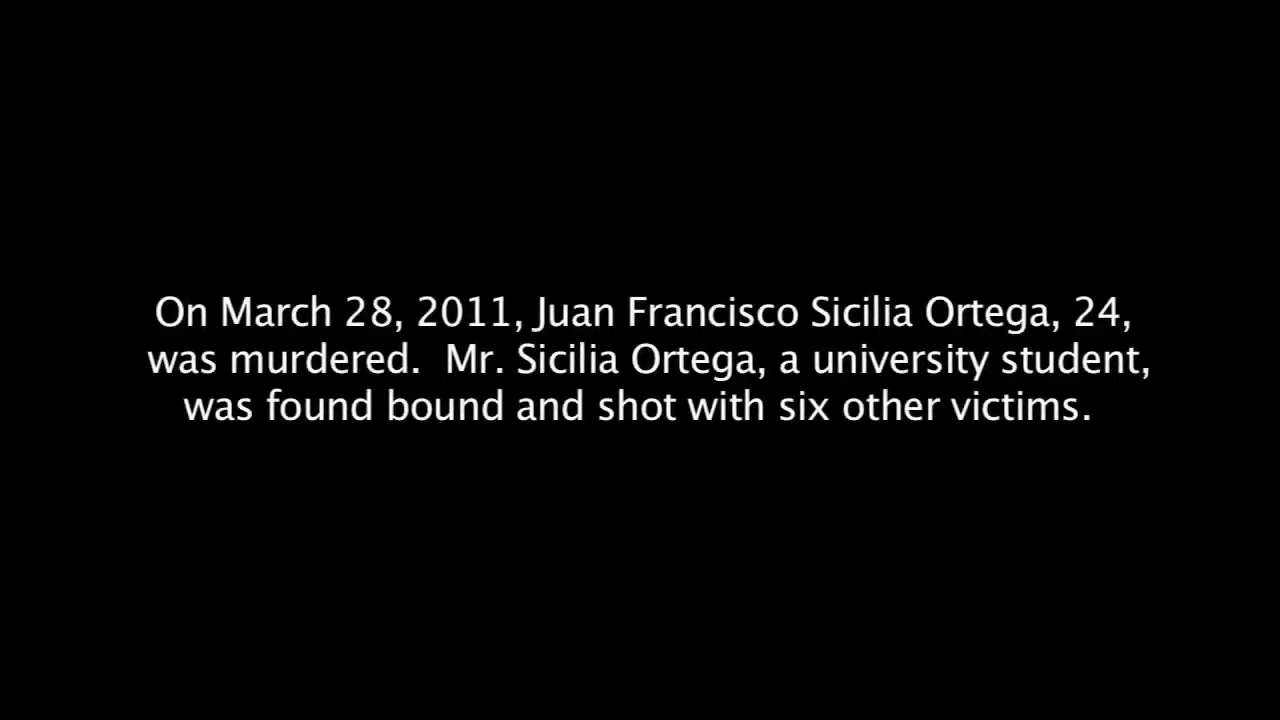 On March 28, 2011, Juan Francisco Sicilia Ortega, 24,
was murdered.  Mr. Sicilia Ortega, a university student,
was found bound and shot with six other victims.